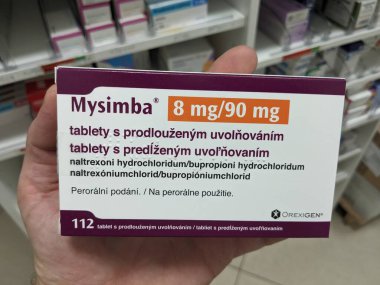 Mysimba® 8 mg/90 mg
tablety s prodlouženým uvolňováním
tablety s predĺženým uvoľňovaním
naltrexoni hydrochloridum/bupropioni hydrochloridum
naltrexóniumchlorid/bupropióniumchlorid
Perorální podání. / Na perorálne použitie.
112 tablet s prodlouženým uvolňováním / tabliet s predĺženým uvoľňovaním
OREXIGEN®